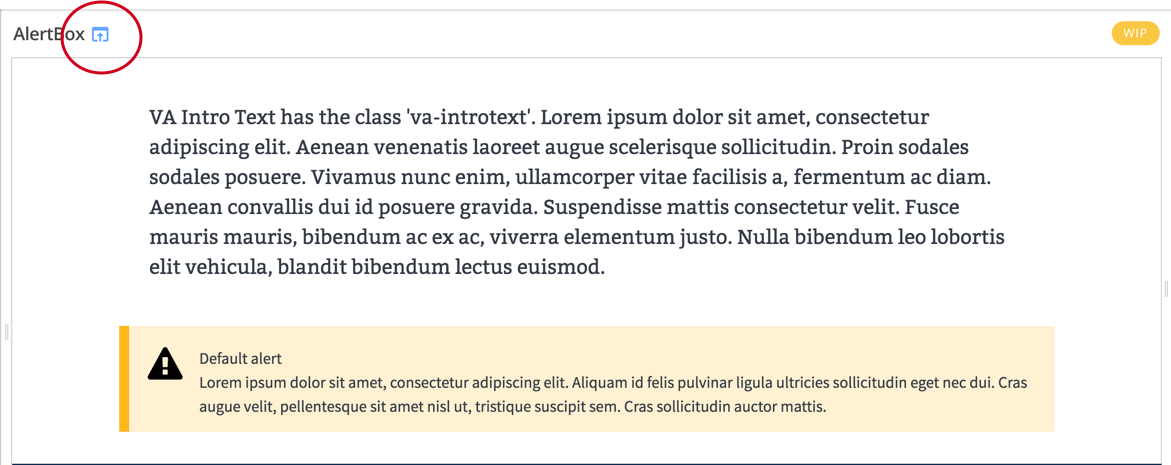 AlertBox
WIP
VA Intro Text has the class 'va-introtext'. Lorem ipsum dolor sit amet, consectetur
adipiscing elit. Aenean venenatis laoreet augue scelerisque sollicitudin. Proin sodales
sodales posuere. Vivamus nunc enim, ullamcorper vitae facilisis a, fermentum ac diam.
Aenean convallis dui id posuere gravida. Suspendisse mattis consectetur velit. Fusce
mauris mauris, bibendum ac ex ac, viverra elementum justo. Nulla bibendum leo lobortis
elit vehicula, blandit bibendum lectus euismod.
Default alert
Lorem ipsum dolor sit amet, consectetur adipiscing elit. Aliquam id felis pulvinar ligula ultricies sollicitudin eget nec dui. Cras
augue velit, pellentesque sit amet nisl ut, tristique suscipit sem. Cras sollicitudin auctor mattis.